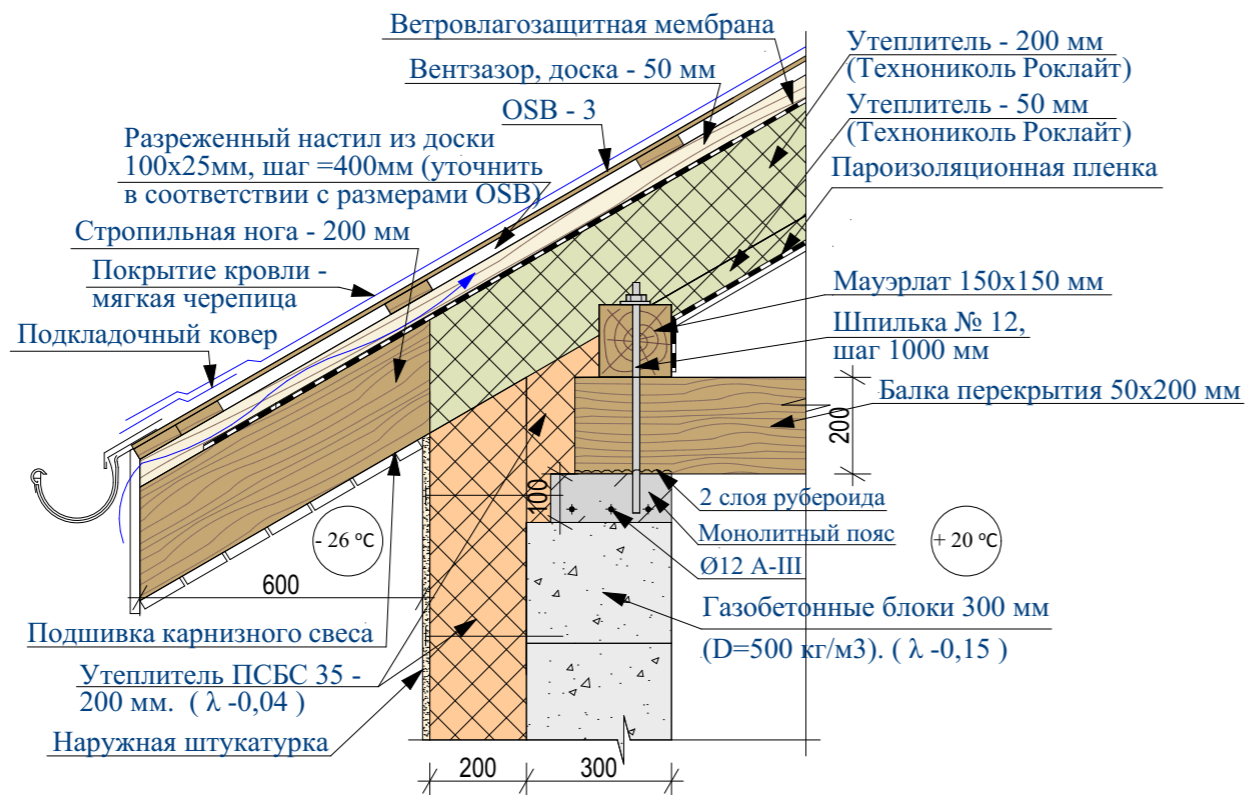 Ветровлагозащитная мембрана
Вентзазор, доска - 50 мм
OSB - 3
Разреженный настил из доски
100х25мм, шаг =400мм (уточнить
в соответствии с размерами OSB)
Стропильная нога - 200 мм
Покрытие кровли -
мягкая черепица
Подкладочный ковер
Утеплитель - 200 мм
(Технониколь Роклайт)
Утеплитель - 50 мм
(Технониколь Роклайт)
Пароизоляционная пленка
Мауэрлат 150х150 мм
Шпилька № 12,
шаг 1000 мм
Балка перекрытия 50х200 мм
200
100
2 слоя рубероида
Монолитный пояс
Ø12 А-III
- 26 °С
+ 20 °С
600
Газобетонные блоки 300 мм
(D=500 кг/м3). ( λ -0,15 )
Подшивка карнизного свеса
Утеплитель ПСБС 35 -
200 мм. ( λ -0,04 )
Наружная штукатурка
200
300